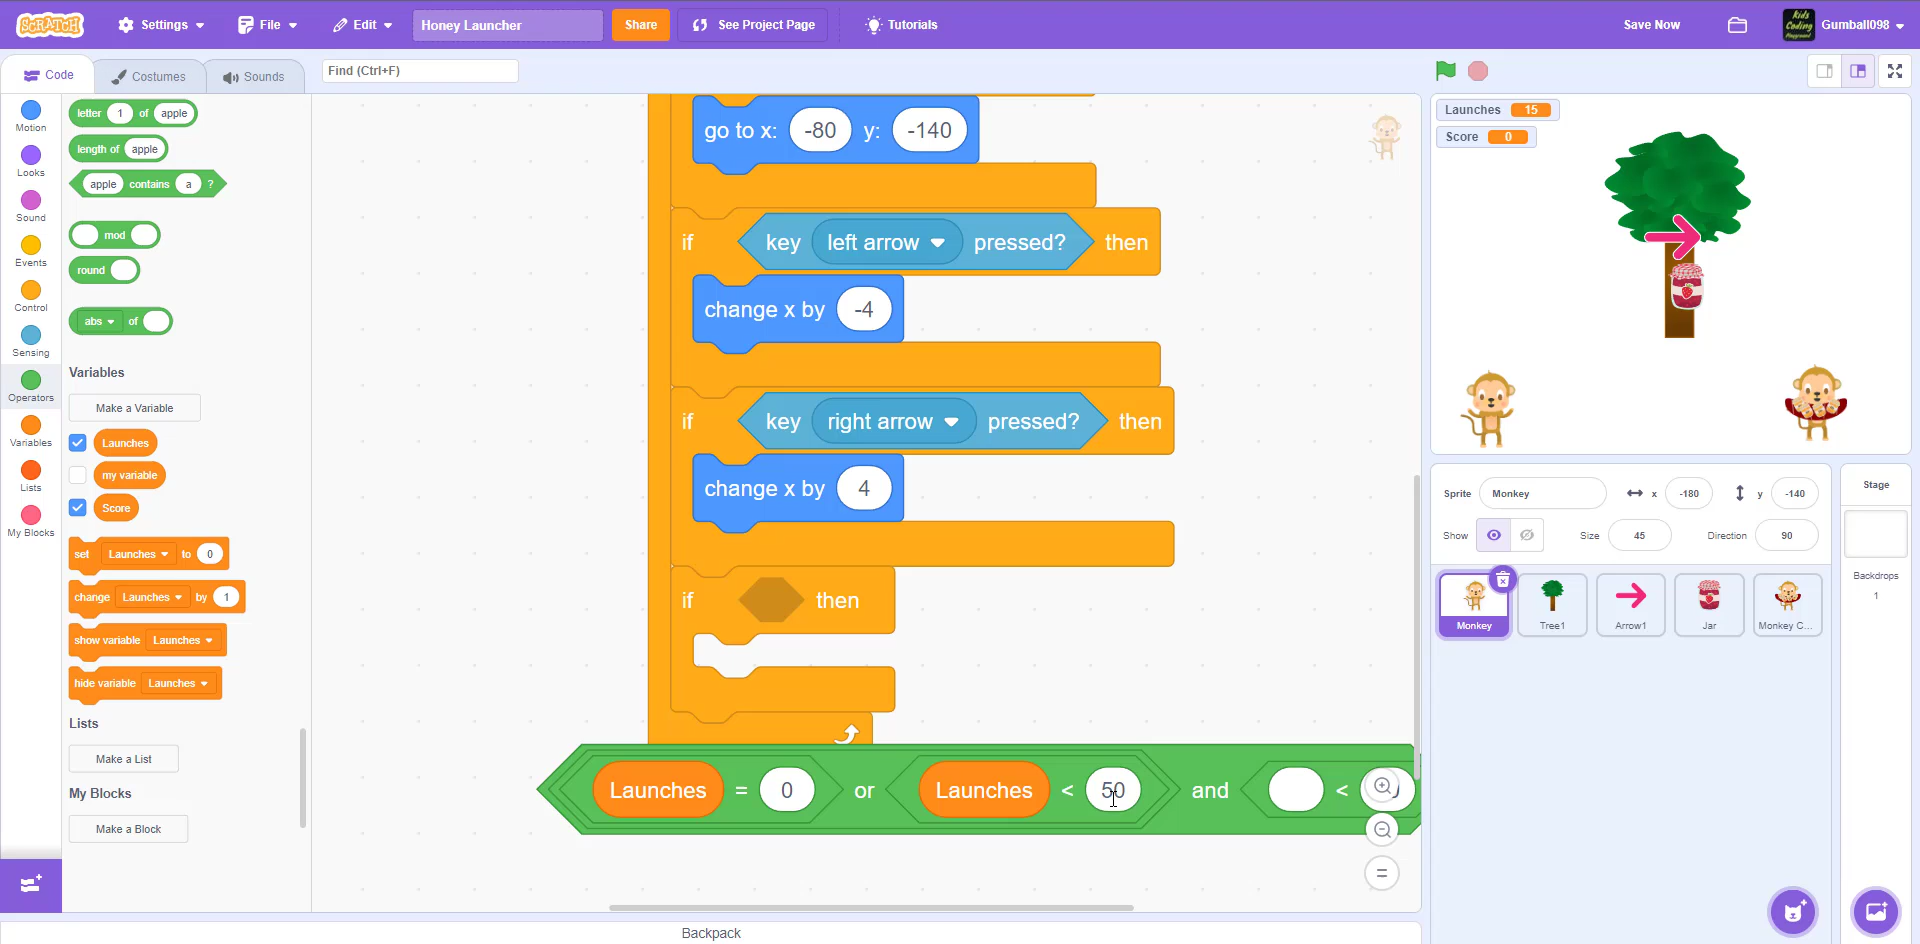 SCRATCH Settings File Edit Honey Launcher Share See Project Page Tutorials Save Now Kids Coding Playground Gumball098
Code Costumes Sounds Find (Ctrl+F)
Motion
Looks
Sound
Events
Control
Sensing
Operators
Variables
Lists
My Blocks
letter 1 of apple
length of apple
apple contains a ?
mod
round
abs of
Variables
Make a Variable
Launches
my variable
Score
set Launches to 0
change Launches by 1
show variable Launches
hide variable Launches
Lists
Make a List
My Blocks
Make a Block
go to x: -80 y: -140
if key left arrow pressed? then
change x by -4
if key right arrow pressed? then
change x by 4
if then
Launches = 0 or Launches < 50 and <
Backpack
Launches 15
Score 0
Sprite Monkey x -180 y -140
Show Size 45 Direction 90
Monkey Tree1 Arrow1 Jar Monkey C...
Stage
Backdrops
1